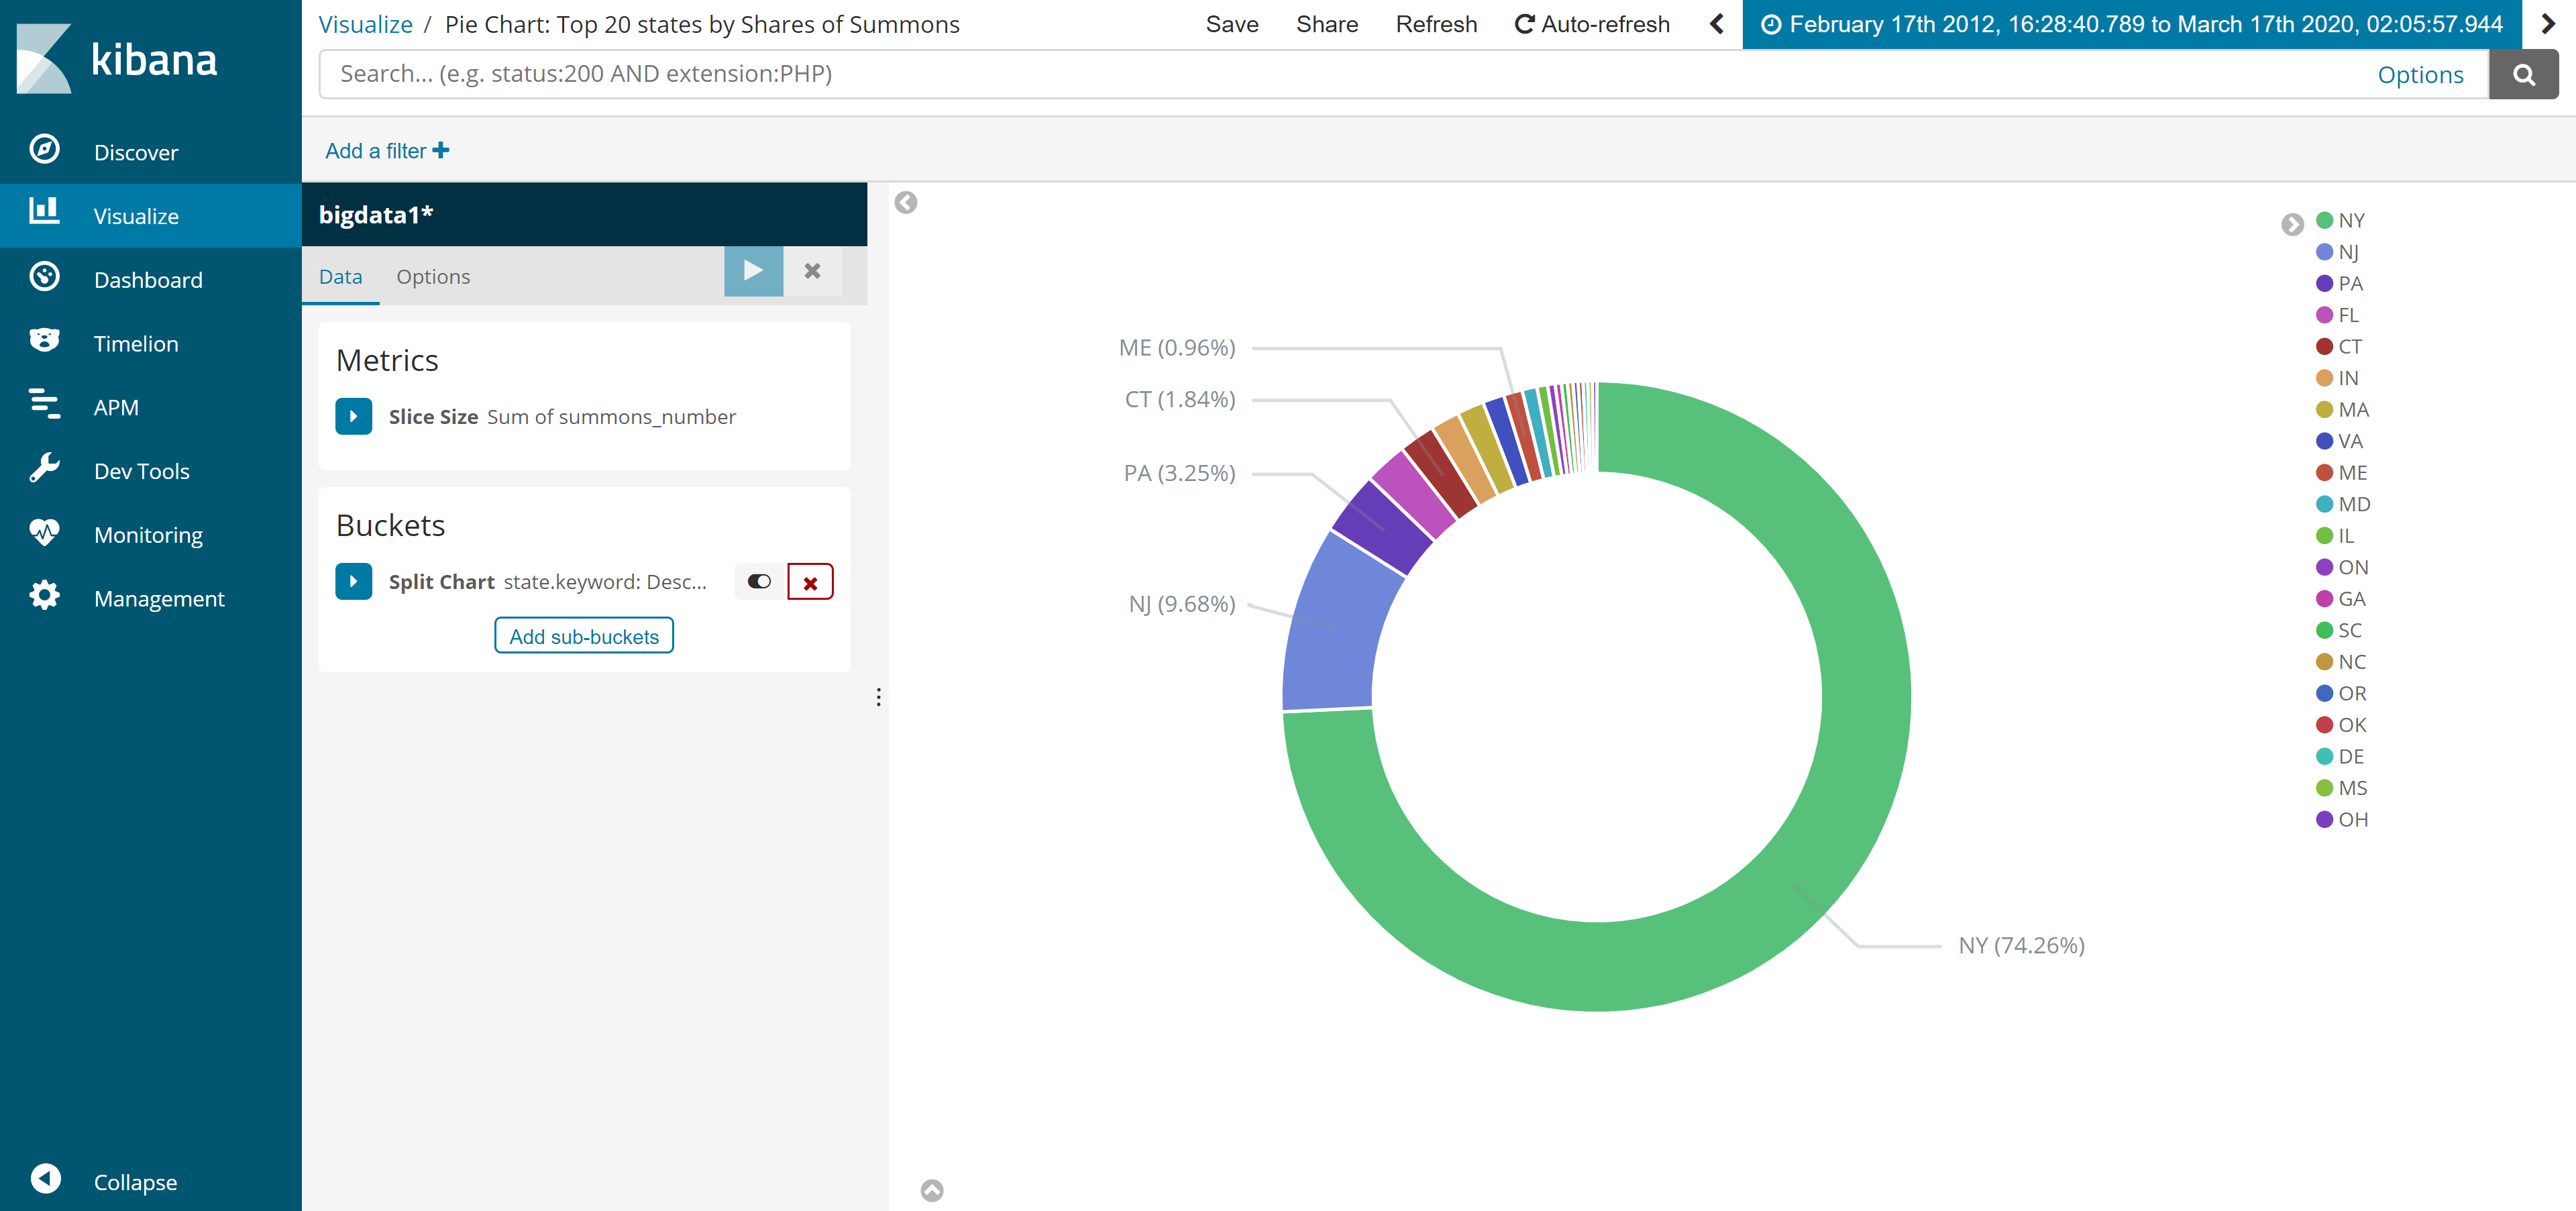 kibana
Discover
Visualize
Dashboard
Timelion
APM
Dev Tools
Monitoring
Management
Collapse
Visualize / Pie Chart: Top 20 states by Shares of Summons
Save Share Refresh Auto-refresh February 17th 2012, 16:28:40.789 to March 17th 2020, 02:05:57.944
Search... (e.g. status:200 AND extension:PHP) Options
Add a filter
bigdata1*
Data Options
Metrics
Slice Size Sum of summons_number
Buckets
Split Chart state.keyword: Desc...
Add sub-buckets
ME (0.96%)
CT (1.84%)
PA (3.25%)
NJ (9.68%)
NY (74.26%)
NY
NJ
PA
FL
CT
IN
MA
VA
ME
MD
IL
ON
GA
SC
NC
OR
OK
DE
MS
OH